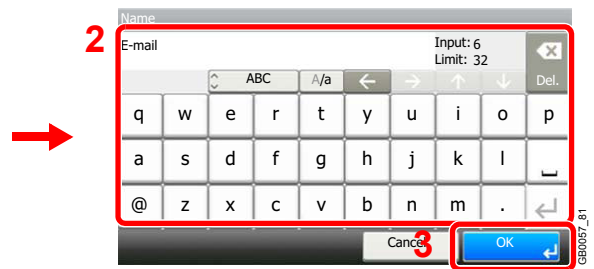 Name
2
E-mail
Input: 6
Limit: 32
ABC
A/a
Del.
q w e r t y u i o p
a s d f g h j k l
@ z x c v b n m .
Cancel
3
OK
GB0057_81